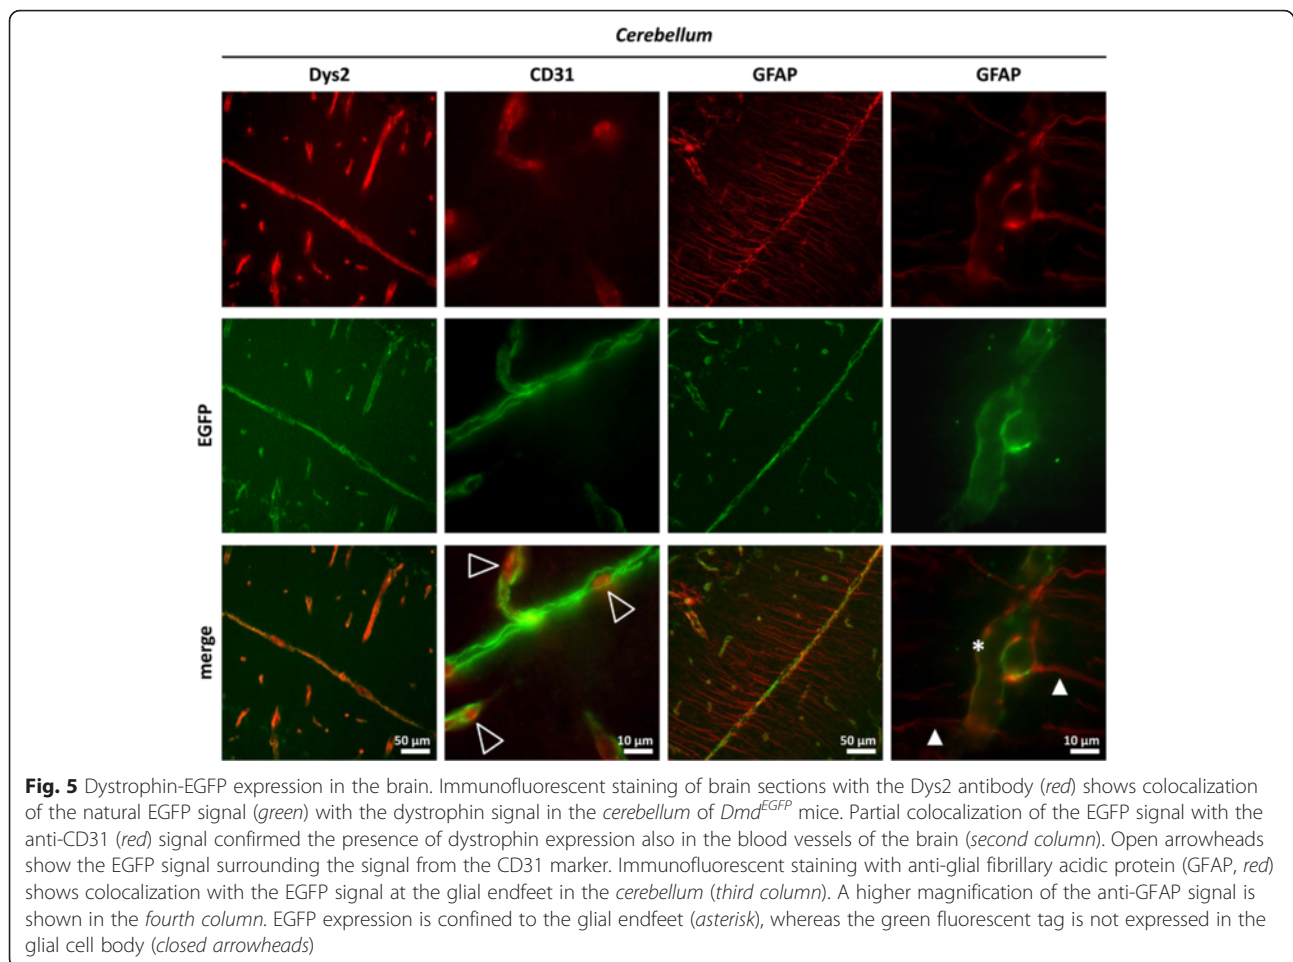 Cerebellum
Dys2 CD31 GFAP GFAP
EGFP
merge
50 µm 10 µm 50 µm 10 µm
*
Fig. 5 Dystrophin-EGFP expression in the brain. Immunofluorescent staining of brain sections with the Dys2 antibody (red) shows colocalization
of the natural EGFP signal (green) with the dystrophin signal in the cerebellum of Dmd^EGFP mice. Partial colocalization of the EGFP signal with the
anti-CD31 (red) signal confirmed the presence of dystrophin expression also in the blood vessels of the brain (second column). Open arrowheads
show the EGFP signal surrounding the signal from the CD31 marker. Immunofluorescent staining with anti-glial fibrillary acidic protein (GFAP, red)
shows colocalization with the EGFP signal at the glial endfeet in the cerebellum (third column). A higher magnification of the anti-GFAP signal is
shown in the fourth column. EGFP expression is confined to the glial endfeet (asterisk), whereas the green fluorescent tag is not expressed in the
glial cell body (closed arrowheads)